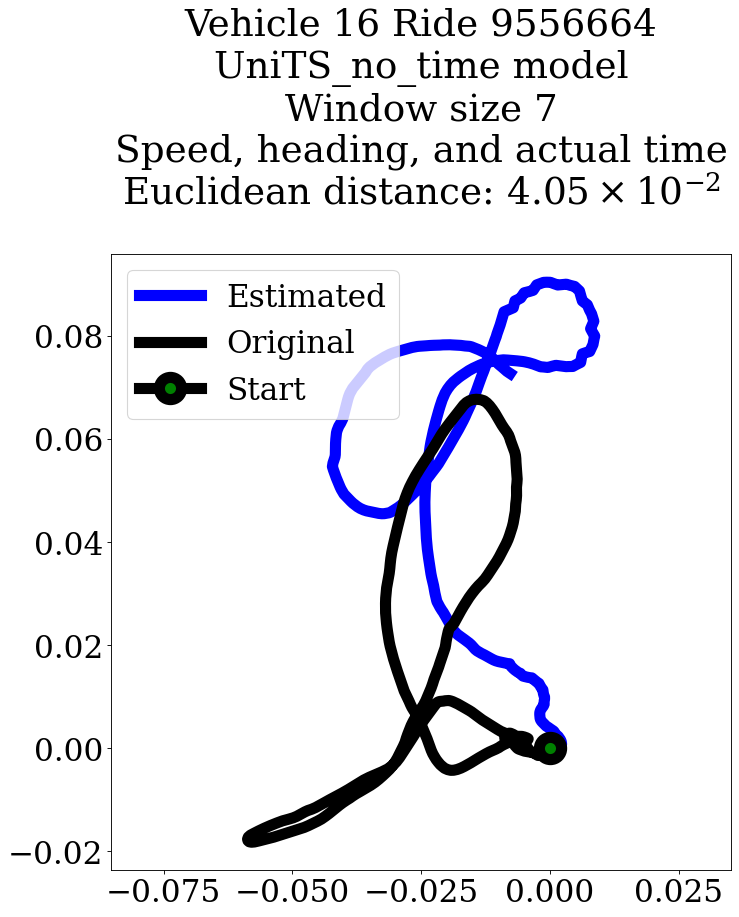 Vehicle 16 Ride 9556664
UniTS_no_time model
Window size 7
Speed, heading, and actual time
Euclidean distance: 4.05 × 10⁻²
Estimated
Original
Start
0.08
0.06
0.04
0.02
0.00
−0.02
−0.075 −0.050 −0.025 0.000 0.025